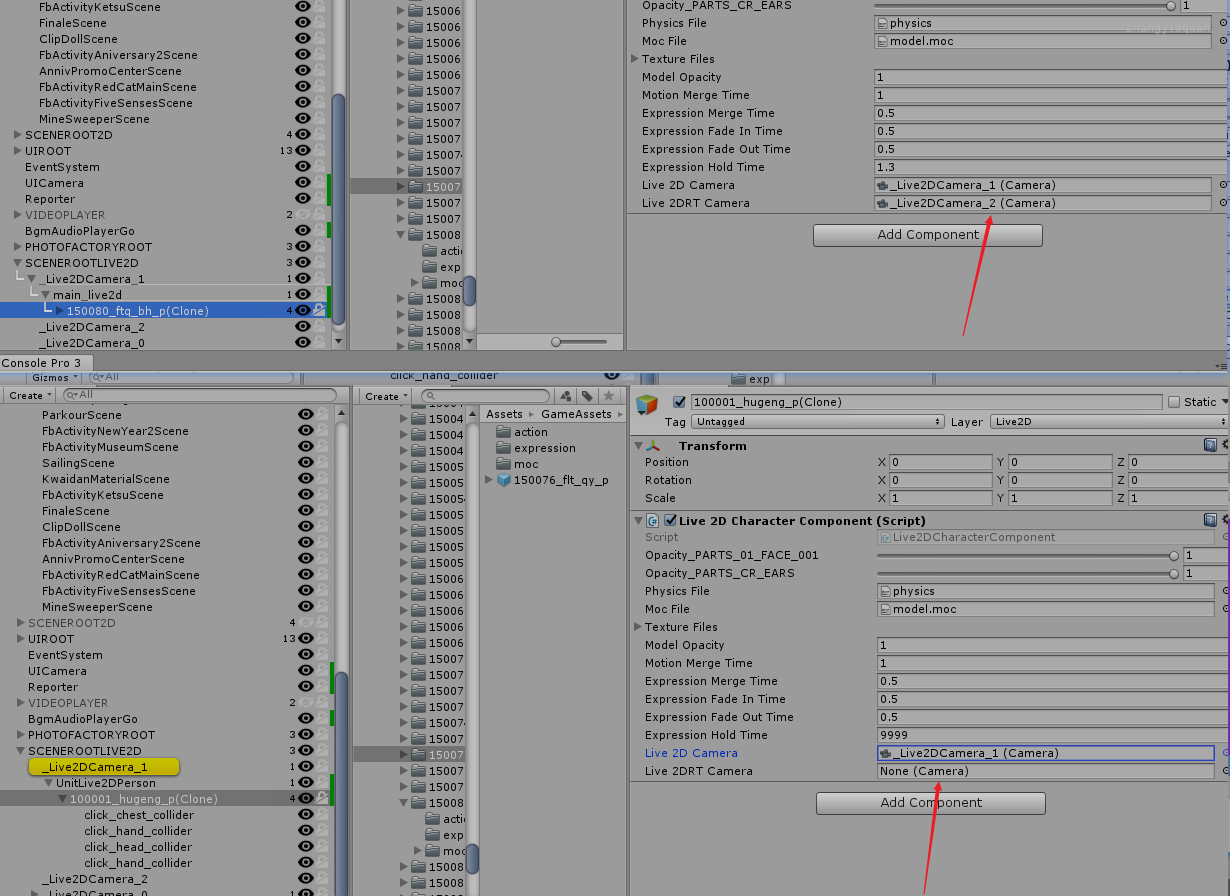 FbActivityKetsuScene
FinaleScene
ClipDollScene
FbActivityAniversary2Scene
AnnivPromoCenterScene
FbActivityRedCatMainScene
FbActivityFiveSensesScene
MineSweeperScene
SCENEROOT2D 4
UIROOT 13
EventSystem
UICamera
Reporter
VIDEOPLAYER 2
BgmAudioPlayerGo
PHOTOFACTORYROOT 3
SCENEROOTLIVE2D 3
_Live2DCamera_1 1
main_live2d 1
150080_ftq_bh_p(Clone) 4
_Live2DCamera_2
_Live2DCamera_0
15006
15006
15006
15006
15006
15007
15007
15007
15007
15007
15007
15007
15007
15007
15008
acti
exp
moc
15008
15008
15008
15008
Opacity_PARTS_CR_EARS 1
Physics File physics
Moc File model.moc
Texture Files
Model Opacity 1
Motion Merge Time 1
Expression Merge Time 0.5
Expression Fade In Time 0.5
Expression Fade Out Time 0.5
Expression Hold Time 1.3
Live 2D Camera _Live2DCamera_1 (Camera)
Live 2DRT Camera _Live2DCamera_2 (Camera)
Add Component
Console Pro 3
Gizmos All
click_hand_collider
exp
Create All
ParkourScene
FbActivityNewYear2Scene
FbActivityMuseumScene
SailingScene
KwaidanMaterialScene
FbActivityKetsuScene
FinaleScene
ClipDollScene
FbActivityAniversary2Scene
AnnivPromoCenterScene
FbActivityRedCatMainScene
FbActivityFiveSensesScene
MineSweeperScene
SCENEROOT2D 4
UIROOT 13
EventSystem
UICamera
Reporter
VIDEOPLAYER 2
BgmAudioPlayerGo
PHOTOFACTORYROOT 3
SCENEROOTLIVE2D 3
_Live2DCamera_1 1
UnitLive2DPerson 1
100001_hugeng_p(Clone) 4
click_chest_collider
click_hand_collider
click_head_collider
click_hand_collider
_Live2DCamera_2
_Live2DCamera_0 1
Create
15004
15004
15004
15005
15005
15005
15005
15005
15005
15005
15006
15006
15006
15006
15006
15007
15007
15007
15007
15007
15007
15007
15007
15007
15008
acti
exp
moc
15008
15008
Assets GameAssets
action
expression
moc
150076_flt_qy_p
100001_hugeng_p(Clone) Static
Tag Untagged Layer Live2D
Transform
Position X 0 Y 0 Z 0
Rotation X 0 Y 0 Z 0
Scale X 1 Y 1 Z 1
Live 2D Character Component (Script)
Script Live2DCharacterComponent
Opacity_PARTS_01_FACE_001 1
Opacity_PARTS_CR_EARS 1
Physics File physics
Moc File model.moc
Texture Files
Model Opacity 1
Motion Merge Time 1
Expression Merge Time 0.5
Expression Fade In Time 0.5
Expression Fade Out Time 0.5
Expression Hold Time 9999
Live 2D Camera _Live2DCamera_1 (Camera)
Live 2DRT Camera None (Camera)
Add Component